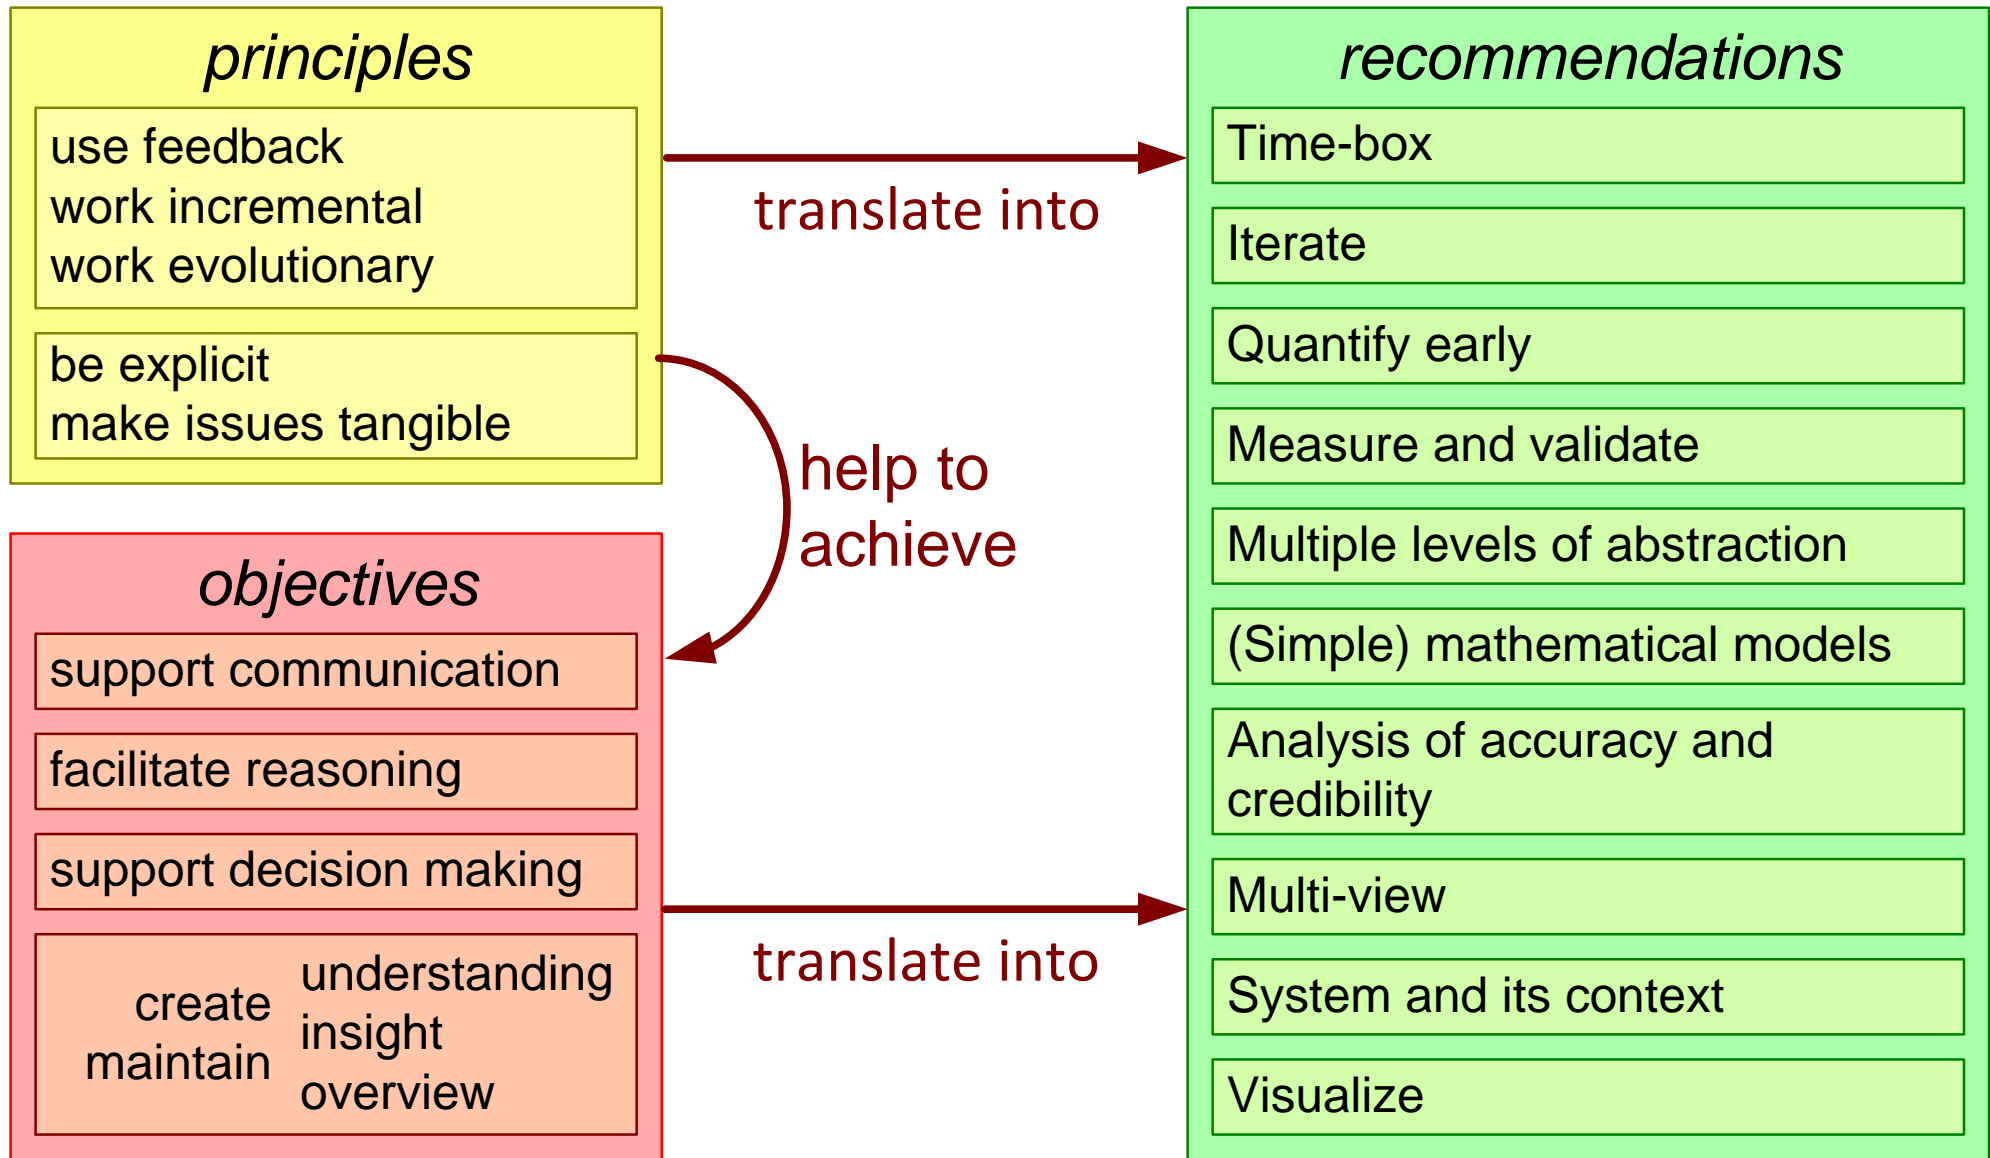 principles
use feedback
work incremental
work evolutionary
be explicit
make issues tangible
objectives
support communication
facilitate reasoning
support decision making
create
maintain
understanding
insight
overview
translate into
help to
achieve
translate into
recommendations
Time-box
Iterate
Quantify early
Measure and validate
Multiple levels of abstraction
(Simple) mathematical models
Analysis of accuracy and
credibility
Multi-view
System and its context
Visualize